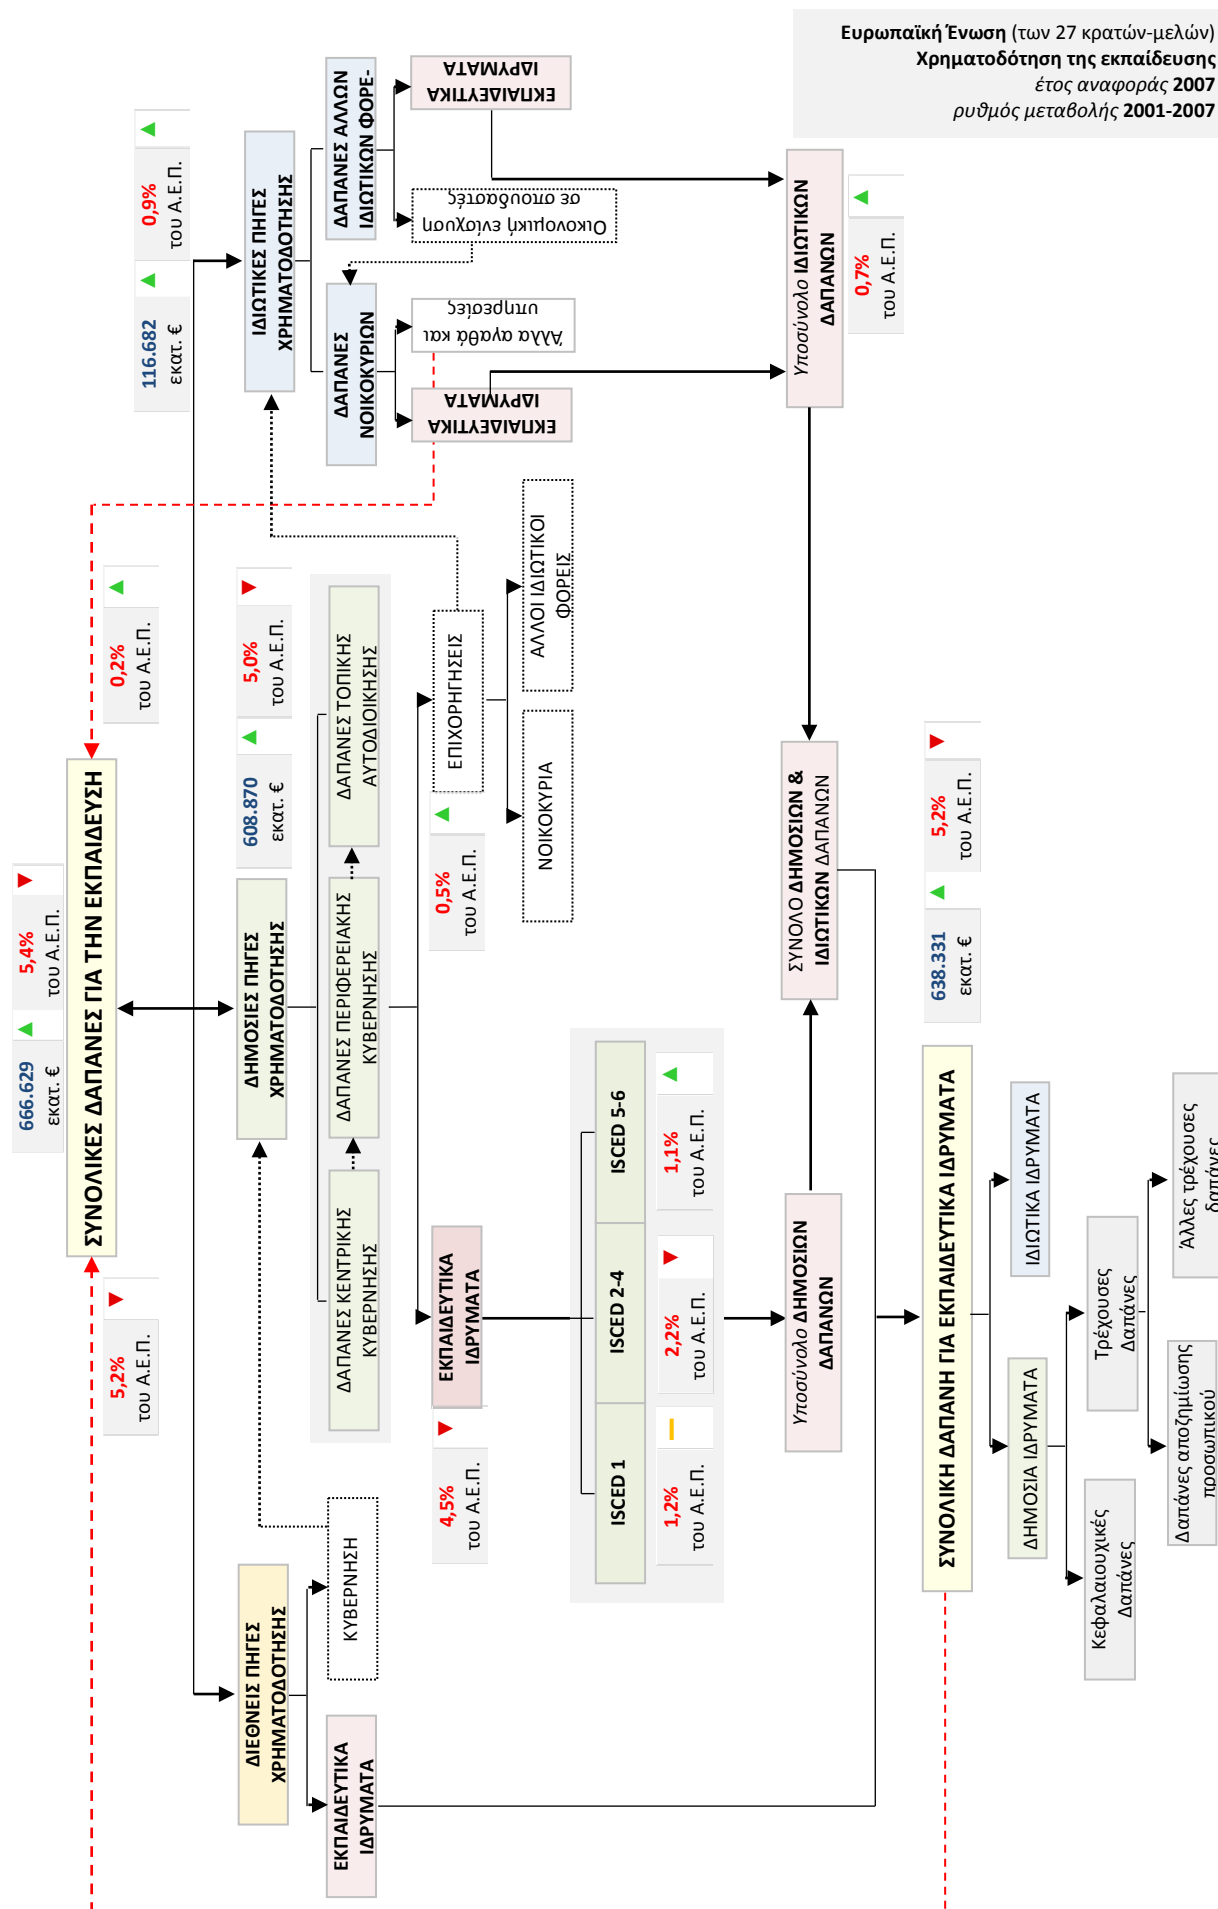 Ευρωπαϊκή Ένωση (των 27 κρατών-μελών)
Χρηματοδότηση της εκπαίδευσης
έτος αναφοράς 2007
ρυθμός μεταβολής 2001-2007
666.629
εκατ. €
5,4%
του Α.Ε.Π.
ΣΥΝΟΛΙΚΕΣ ΔΑΠΑΝΕΣ ΓΙΑ ΤΗΝ ΕΚΠΑΙΔΕΥΣΗ
5,2%
του Α.Ε.Π.
0,2%
του Α.Ε.Π.
116.682
εκατ. €
0,9%
του Α.Ε.Π.
608.870
εκατ. €
5,0%
του Α.Ε.Π.
ΔΙΕΘΝΕΙΣ ΠΗΓΕΣ
ΧΡΗΜΑΤΟΔΟΤΗΣΗΣ
ΔΗΜΟΣΙΕΣ ΠΗΓΕΣ
ΧΡΗΜΑΤΟΔΟΤΗΣΗΣ
ΙΔΙΩΤΙΚΕΣ ΠΗΓΕΣ
ΧΡΗΜΑΤΟΔΟΤΗΣΗΣ
ΕΚΠΑΙΔΕΥΤΙΚΑ
ΙΔΡΥΜΑΤΑ
ΚΥΒΕΡΝΗΣΗ
ΔΑΠΑΝΕΣ ΚΕΝΤΡΙΚΗΣ
ΚΥΒΕΡΝΗΣΗΣ
ΔΑΠΑΝΕΣ ΠΕΡΙΦΕΡΕΙΑΚΗΣ
ΚΥΒΕΡΝΗΣΗΣ
ΔΑΠΑΝΕΣ ΤΟΠΙΚΗΣ
ΑΥΤΟΔΙΟΙΚΗΣΗΣ
ΔΑΠΑΝΕΣ
ΝΟΙΚΟΚΥΡΙΩΝ
ΔΑΠΑΝΕΣ ΑΛΛΩΝ
ΙΔΙΩΤΙΚΩΝ ΦΟΡΕ-
4,5%
του Α.Ε.Π.
ΕΚΠΑΙΔΕΥΤΙΚΑ
ΙΔΡΥΜΑΤΑ
0,5%
του Α.Ε.Π.
ΕΠΙΧΟΡΗΓΗΣΕΙΣ
ΕΚΠΑΙΔΕΥΤΙΚΑ
ΙΔΡΥΜΑΤΑ
Άλλα αγαθά και
υπηρεσίες
Οικονομική ενίσχυση
σε σπουδαστές
ΕΚΠΑΙΔΕΥΤΙΚΑ
ΙΔΡΥΜΑΤΑ
ΝΟΙΚΟΚΥΡΙΑ
ΑΛΛΟΙ ΙΔΙΩΤΙΚΟΙ
ΦΟΡΕΙΣ
ISCED 1
ISCED 2-4
ISCED 5-6
1,2%
του Α.Ε.Π.
2,2%
του Α.Ε.Π.
1,1%
του Α.Ε.Π.
Υποσύνολο ΔΗΜΟΣΙΩΝ
ΔΑΠΑΝΩΝ
ΣΥΝΟΛΟ ΔΗΜΟΣΙΩΝ &
ΙΔΙΩΤΙΚΩΝ ΔΑΠΑΝΩΝ
Υποσύνολο ΙΔΙΩΤΙΚΩΝ
ΔΑΠΑΝΩΝ
0,7%
του Α.Ε.Π.
ΣΥΝΟΛΙΚΗ ΔΑΠΑΝΗ ΓΙΑ ΕΚΠΑΙΔΕΥΤΙΚΑ ΙΔΡΥΜΑΤΑ
638.331
εκατ. €
5,2%
του Α.Ε.Π.
ΔΗΜΟΣΙΑ ΙΔΡΥΜΑΤΑ
ΙΔΙΩΤΙΚΑ ΙΔΡΥΜΑΤΑ
Κεφαλαιουχικές
Δαπάνες
Τρέχουσες
Δαπάνες
Δαπάνες αποζημίωσης
προσωπικού
Άλλες τρέχουσες
δαπάνες